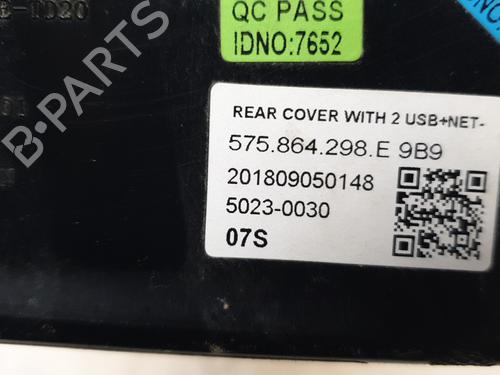 QC PASS
IDNO:7652
REAR COVER WITH 2 USB+NET-
575.864.298.E 9B9
201809050148
5023-0030
07S
B-PARTS